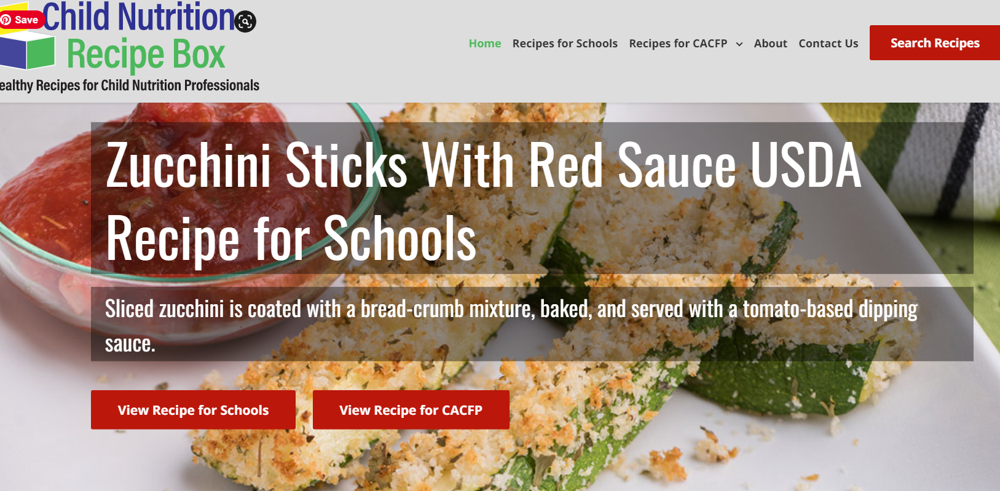 Child Nutrition
Save
Recipe Box
ealthy Recipes for Child Nutrition Professionals
Home Recipes for Schools Recipes for CACFP About Contact Us Search Recipes
Zucchini Sticks With Red Sauce USDA
Recipe for Schools
Sliced zucchini is coated with a bread-crumb mixture, baked, and served with a tomato-based dipping
sauce.
View Recipe for Schools View Recipe for CACFP